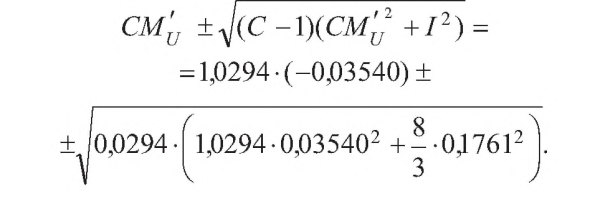 CM′_U ± √((C −1)(CM′_U² + I²)) =
=1,0294·(−0,03540) ±
± √(0,0294·(1,0294·0,03540² + 8/3·0,1761²)).